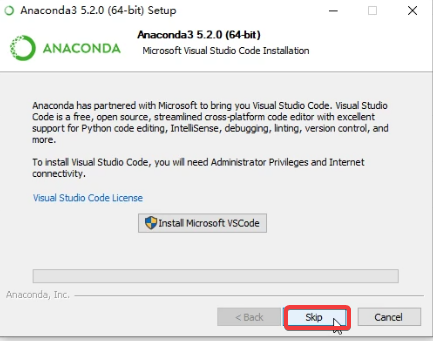 Anaconda3 5.2.0 (64-bit) Setup
Anaconda3 5.2.0 (64-bit)
Microsoft Visual Studio Code Installation
ANACONDA
Anaconda has partnered with Microsoft to bring you Visual Studio Code. Visual Studio
Code is a free, open source, streamlined cross-platform code editor with excellent
support for Python code editing, IntelliSense, debugging, linting, version control, and
more.
To install Visual Studio Code, you will need Administrator Privileges and Internet
connectivity.
Visual Studio Code License
Install Microsoft VSCode
Anaconda, Inc.
< Back
Skip
Cancel